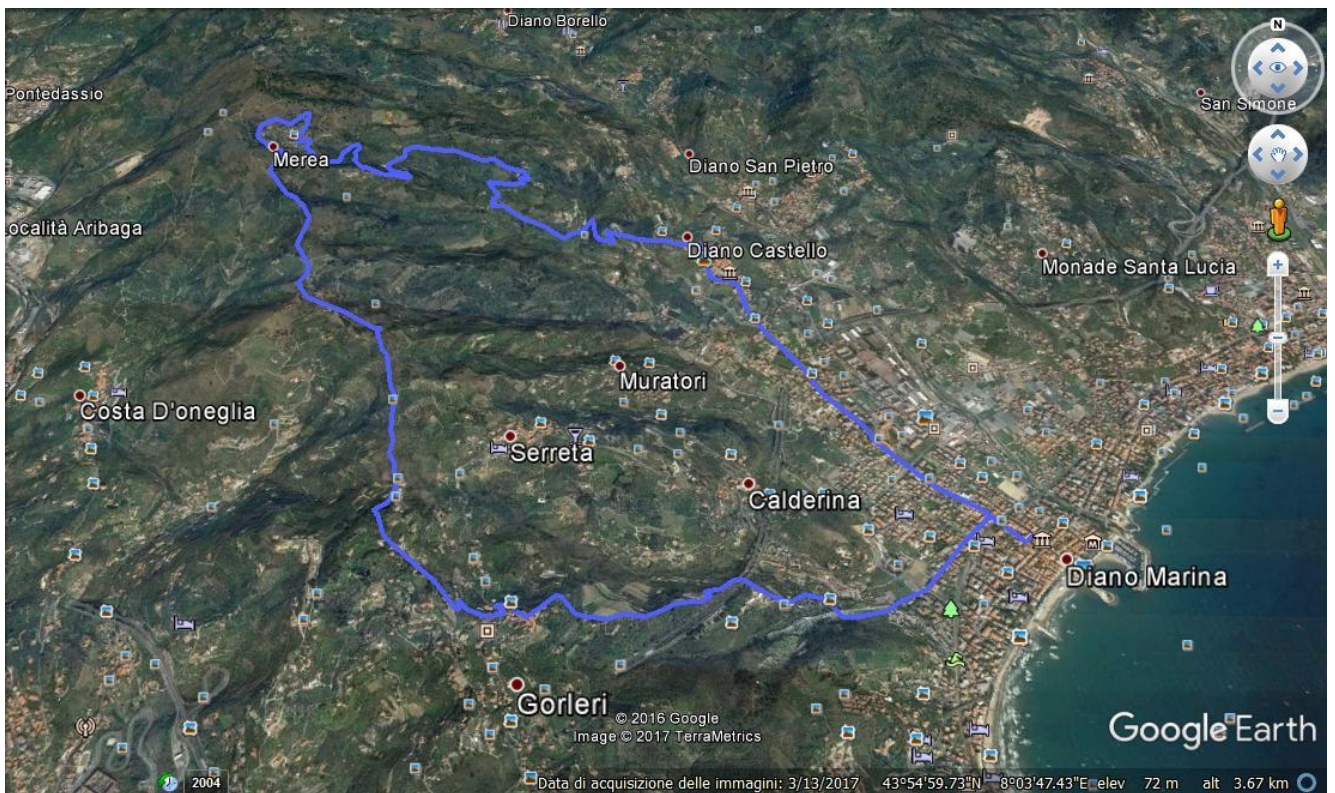 Diano Borello
N
Pontedassio
San Simone
Merea
Diano San Pietro
Località Aribaga
Diano Castello
Monade Santa Lucia
Muratori
Costa D'oneglia
Serreta
Calderina
Diano Marina
Gorleri
© 2016 Google
Image © 2017 TerraMetrics
Google Earth
2004
Data di acquisizione delle immagini: 3/13/2017 43°54'59.73"N 8°03'47.43"E elev 72 m alt 3.67 km